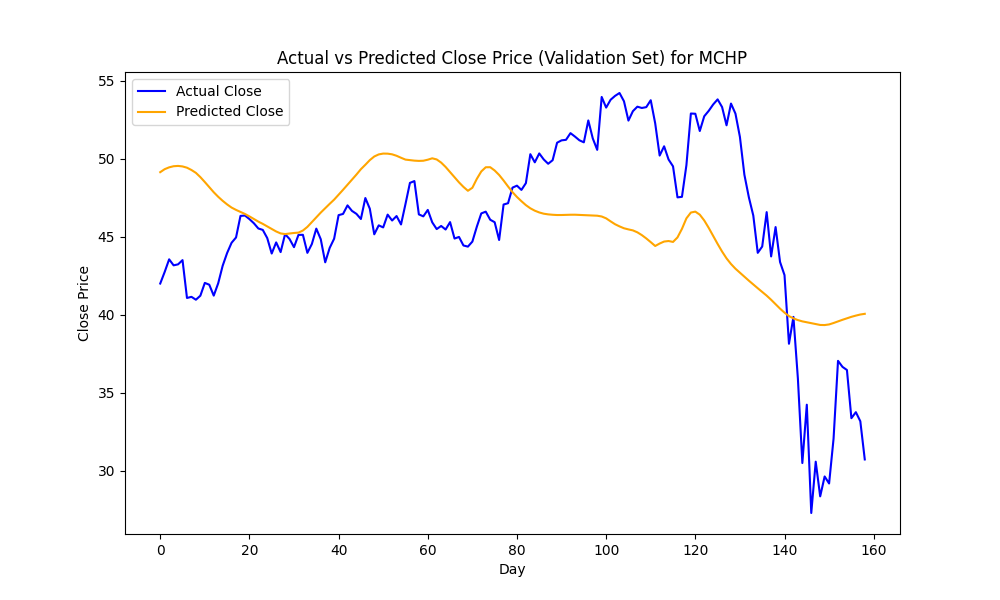 Actual vs Predicted Close Price (Validation Set) for MCHP
Actual Close
Predicted Close
55
50
45
40
35
30
Close Price
0 20 40 60 80 100 120 140 160
Day